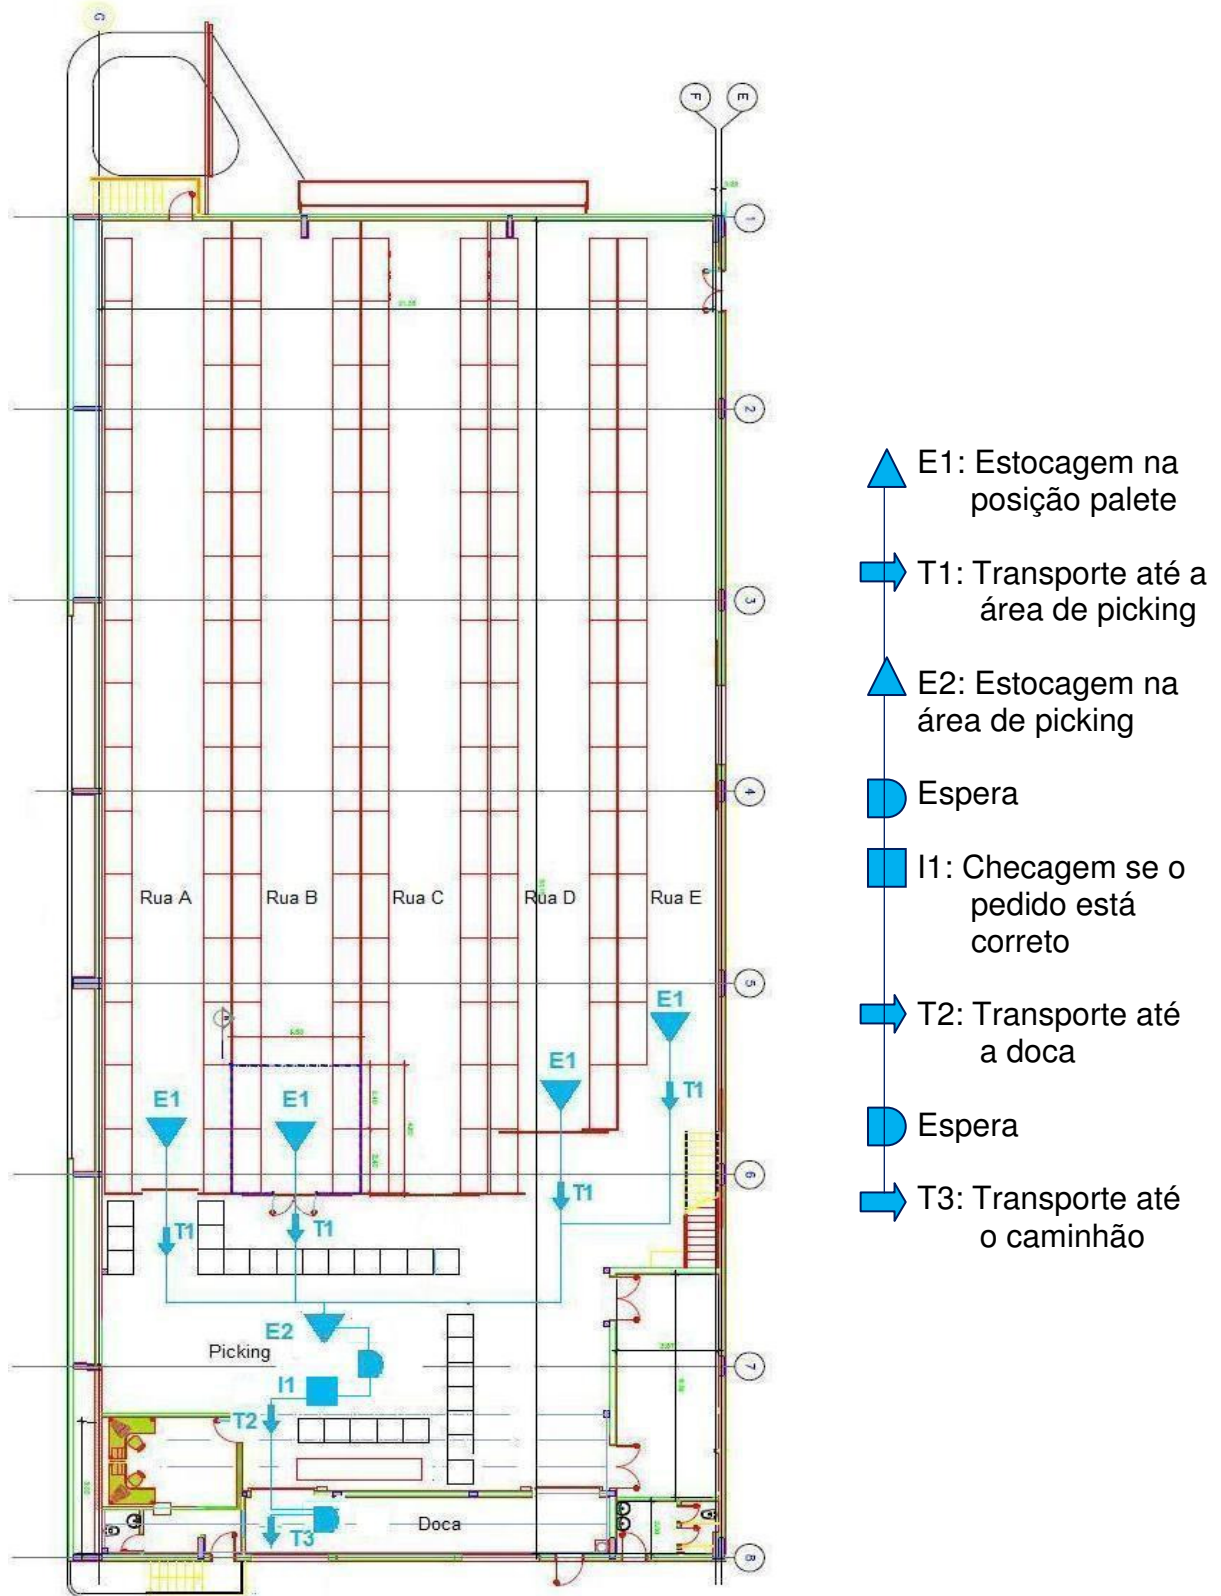 G
F E
1
2
3
4
Rua A Rua B Rua C Rua D Rua E
5
E1
E1
T1
E1 E1
T1
6
T1 T1
E2
Picking
7
I1
T2
Doca
T3
8
E1: Estocagem na
posição palete
T1: Transporte até a
área de picking
E2: Estocagem na
área de picking
Espera
I1: Checagem se o
pedido está
correto
T2: Transporte até
a doca
Espera
T3: Transporte até
o caminhão